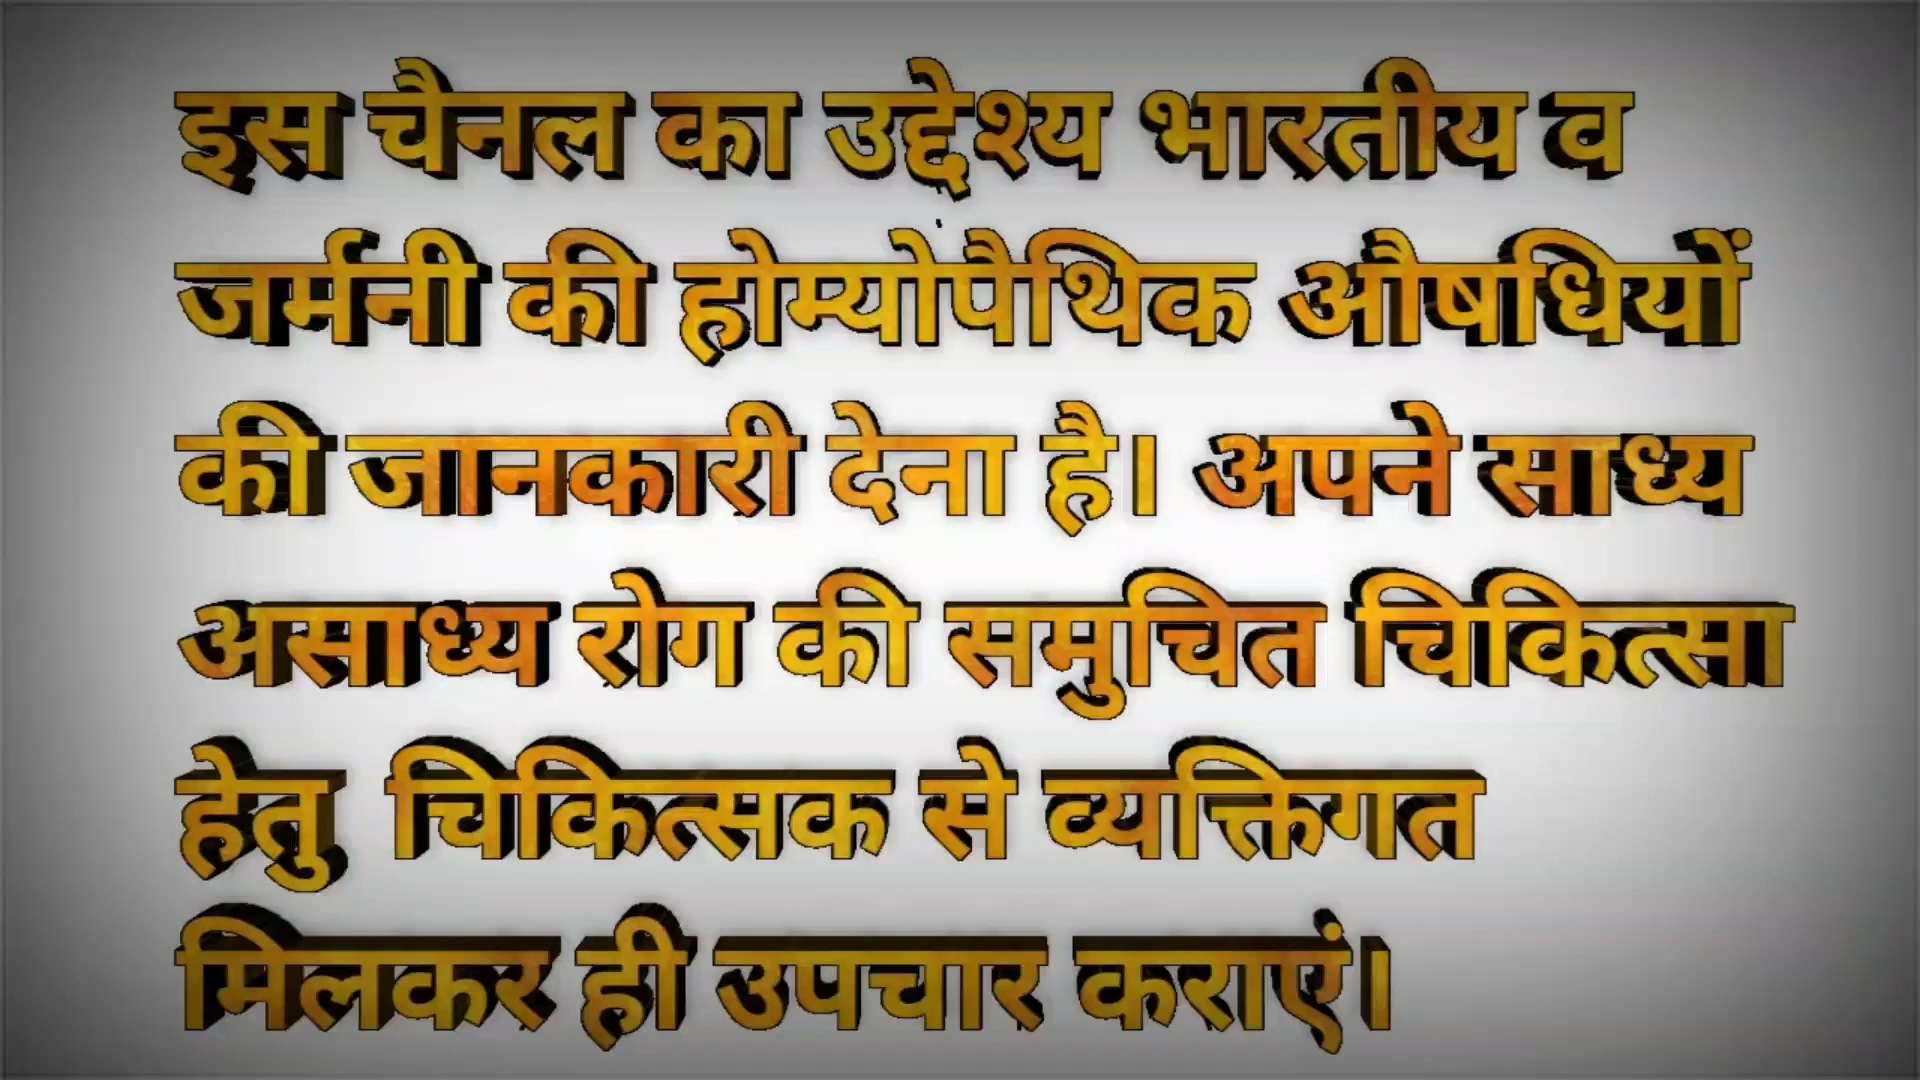 इस चैनल का उद्देश्य भारतीय व
जर्मनी की होम्योपैथिक औषधियों
की जानकारी देना है। अपने साध्य
असाध्य रोग की समुचित चिकित्सा
हेतु चिकित्सक से व्यक्तिगत
मिलकर ही उपचार कराएं।